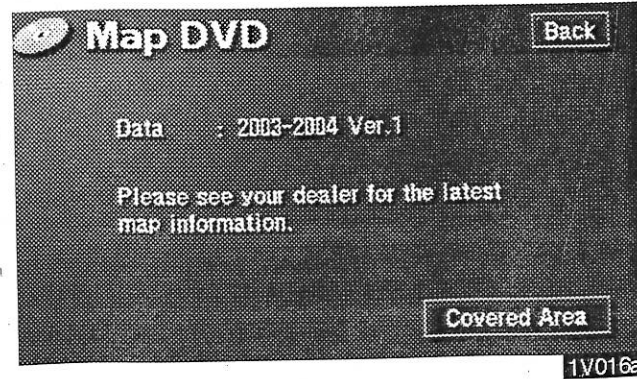 Map DVD
Back
Data : 2003-2004 Ver.1
Please see your dealer for the latest
map information.
Covered Area
1V016a